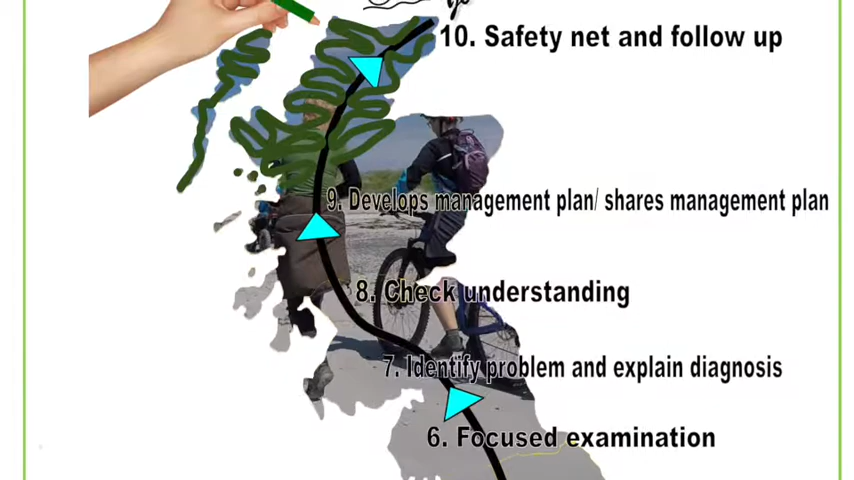 10. Safety net and follow up
9. Develops management plan/ shares management plan
8. Check understanding
7. Identify problem and explain diagnosis
6. Focused examination